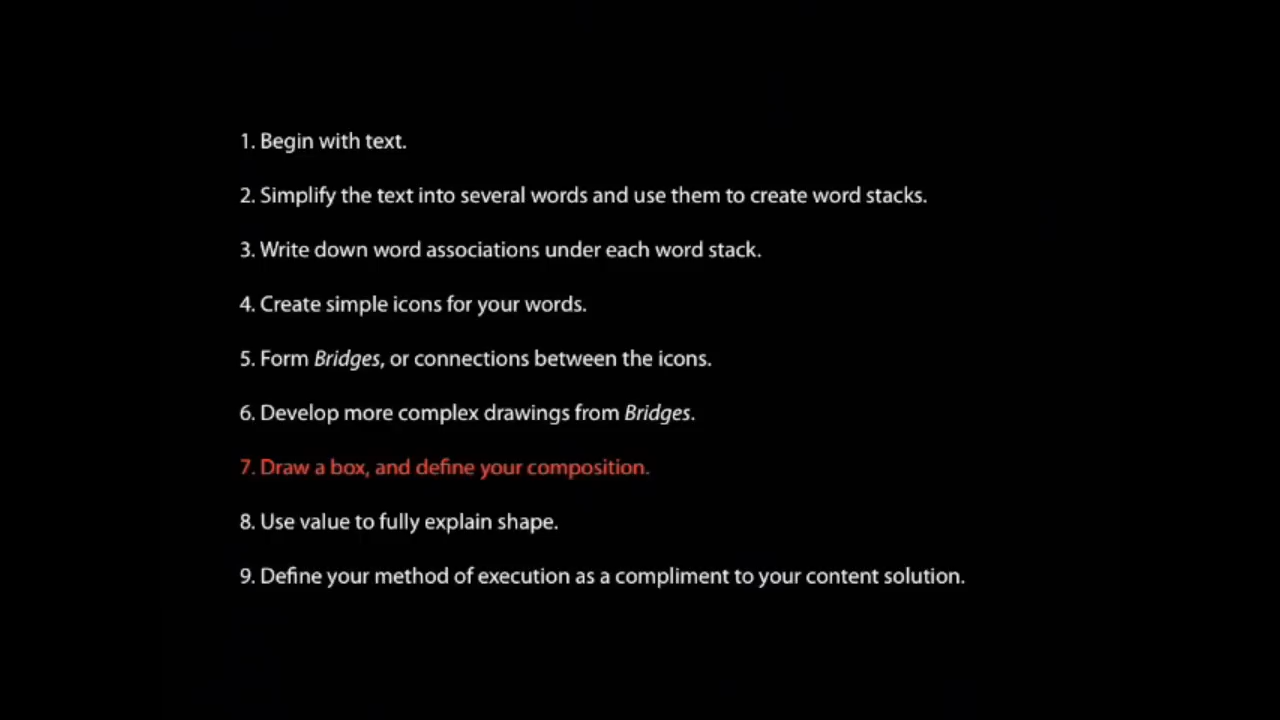 1. Begin with text.
2. Simplify the text into several words and use them to create word stacks.
3. Write down word associations under each word stack.
4. Create simple icons for your words.
5. Form Bridges, or connections between the icons.
6. Develop more complex drawings from Bridges.
7. Draw a box, and define your composition.
8. Use value to fully explain shape.
9. Define your method of execution as a compliment to your content solution.